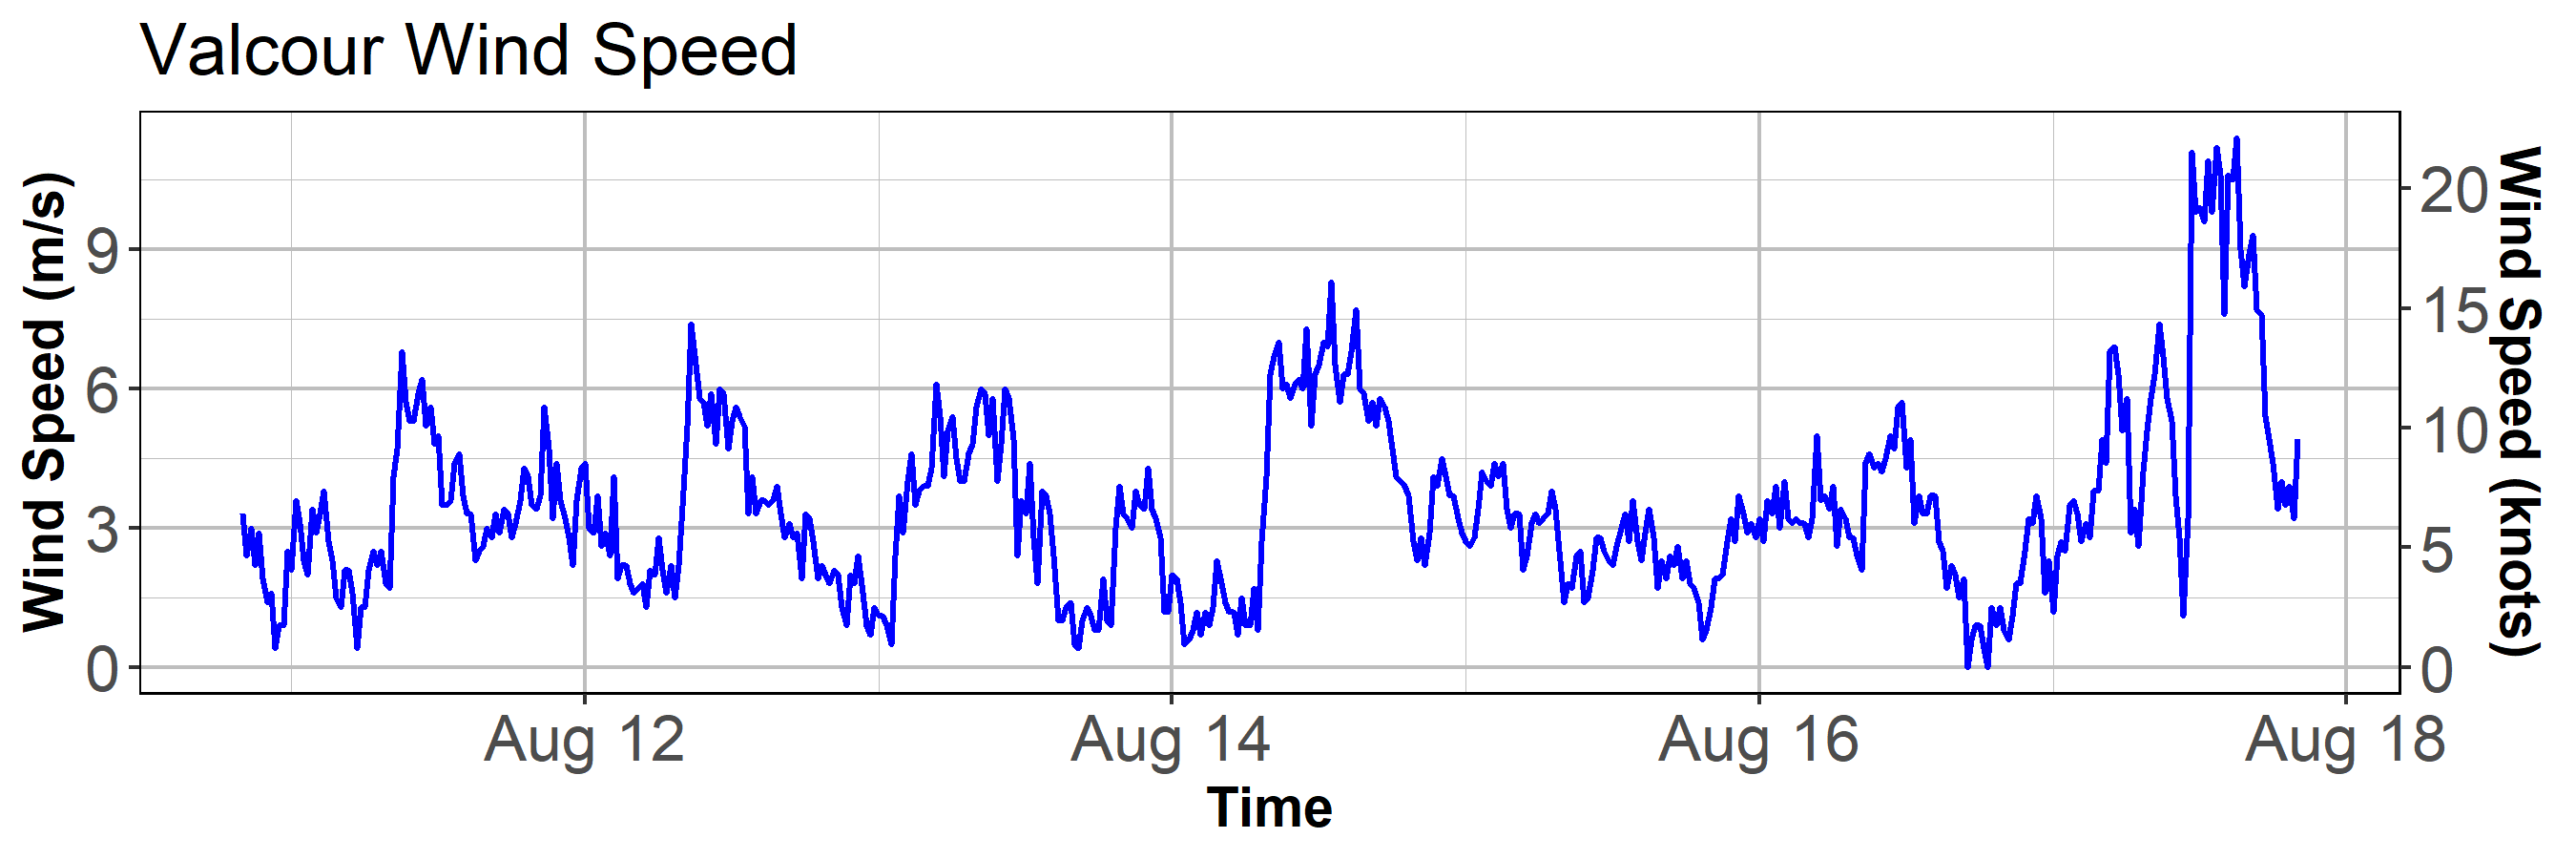 Valcour Wind Speed
Wind Speed (m/s)
9
6
3
0
20
15
10
5
0
Wind Speed (knots)
Aug 12
Aug 14
Aug 16
Aug 18
Time